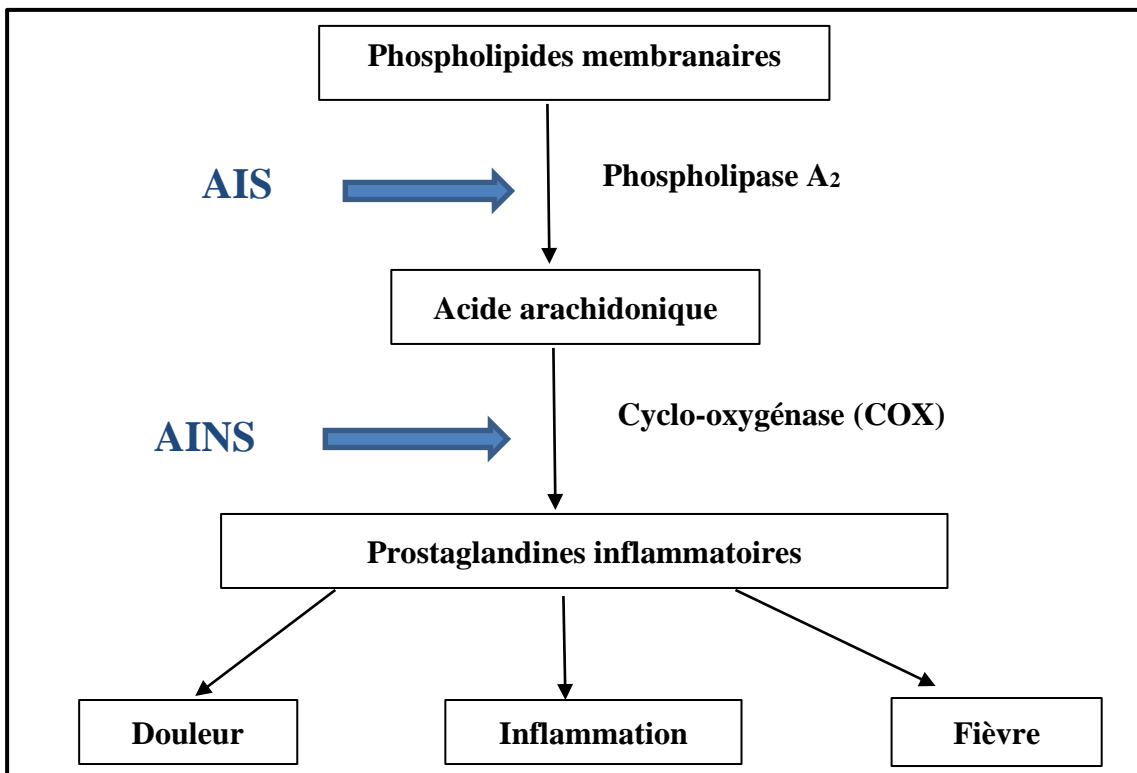 Phospholipides membranaires
AIS
Phospholipase A₂
Acide arachidonique
Cyclo-oxygénase (COX)
AINS
Prostaglandines inflammatoires
Douleur
Inflammation
Fièvre